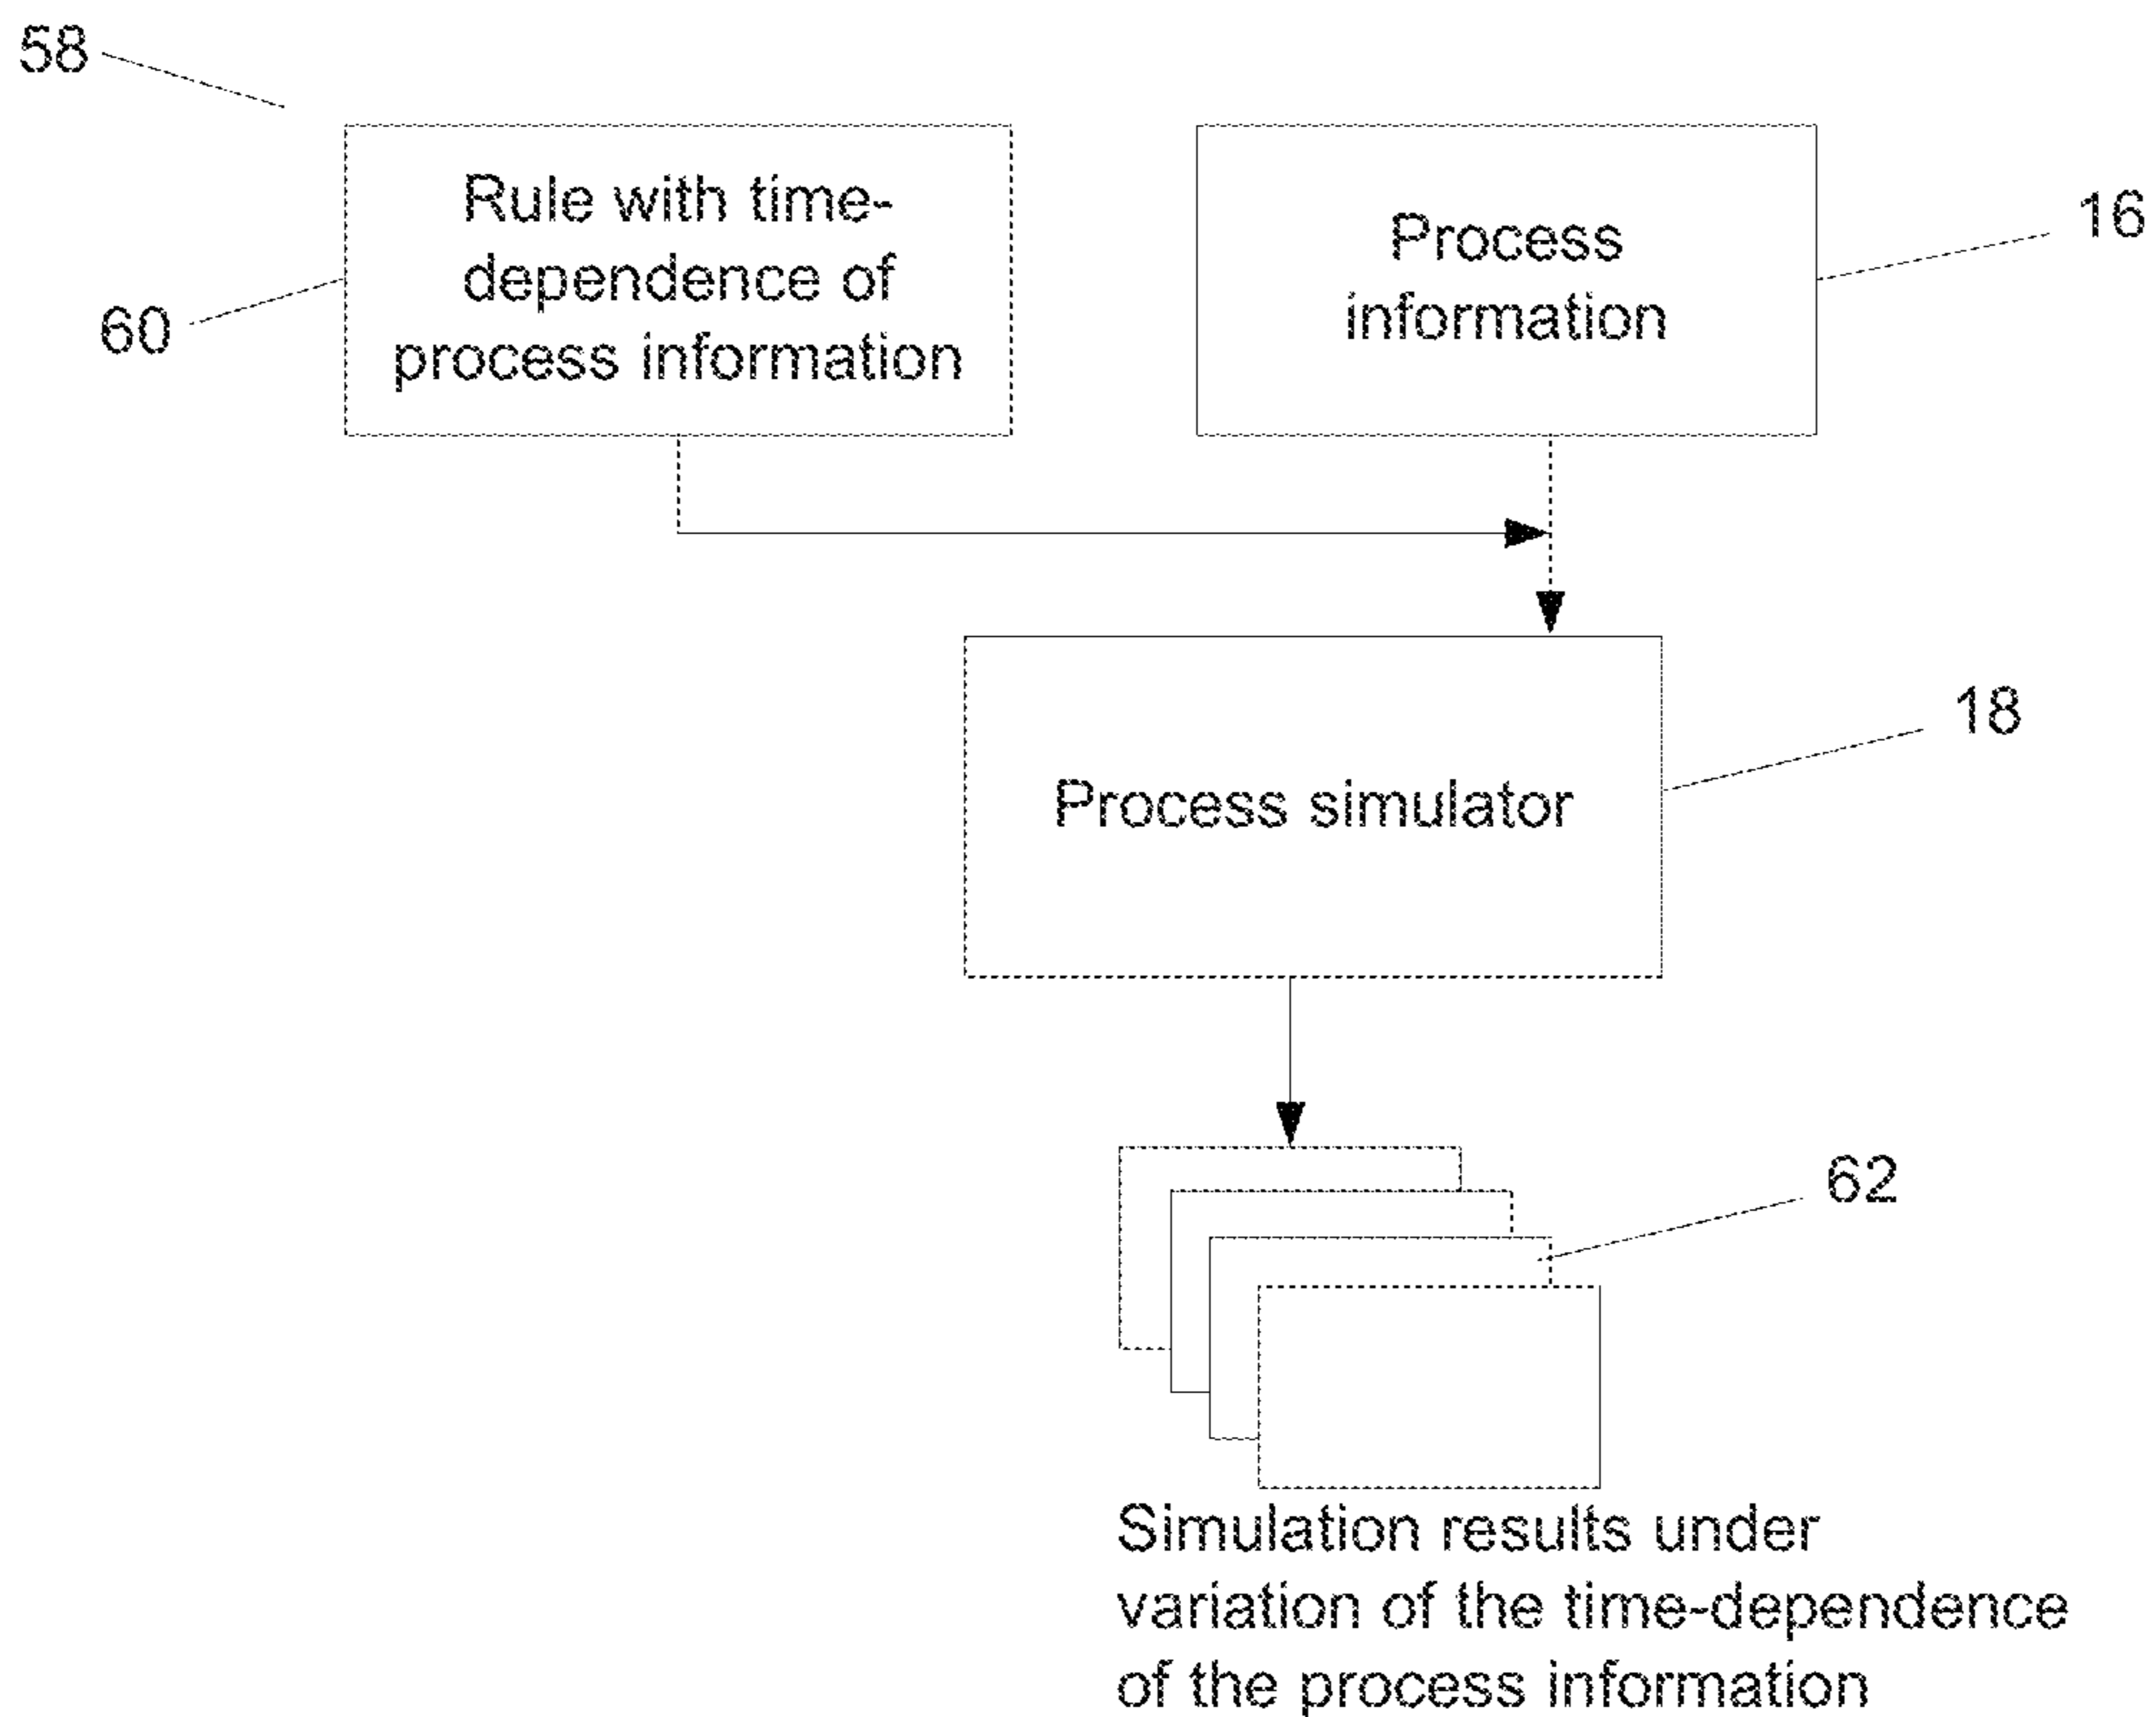 58
Rule with time-
dependence of
process information
60
Process
information
16
Process simulator
18
62
Simulation results under
variation of the time-dependence
of the process information